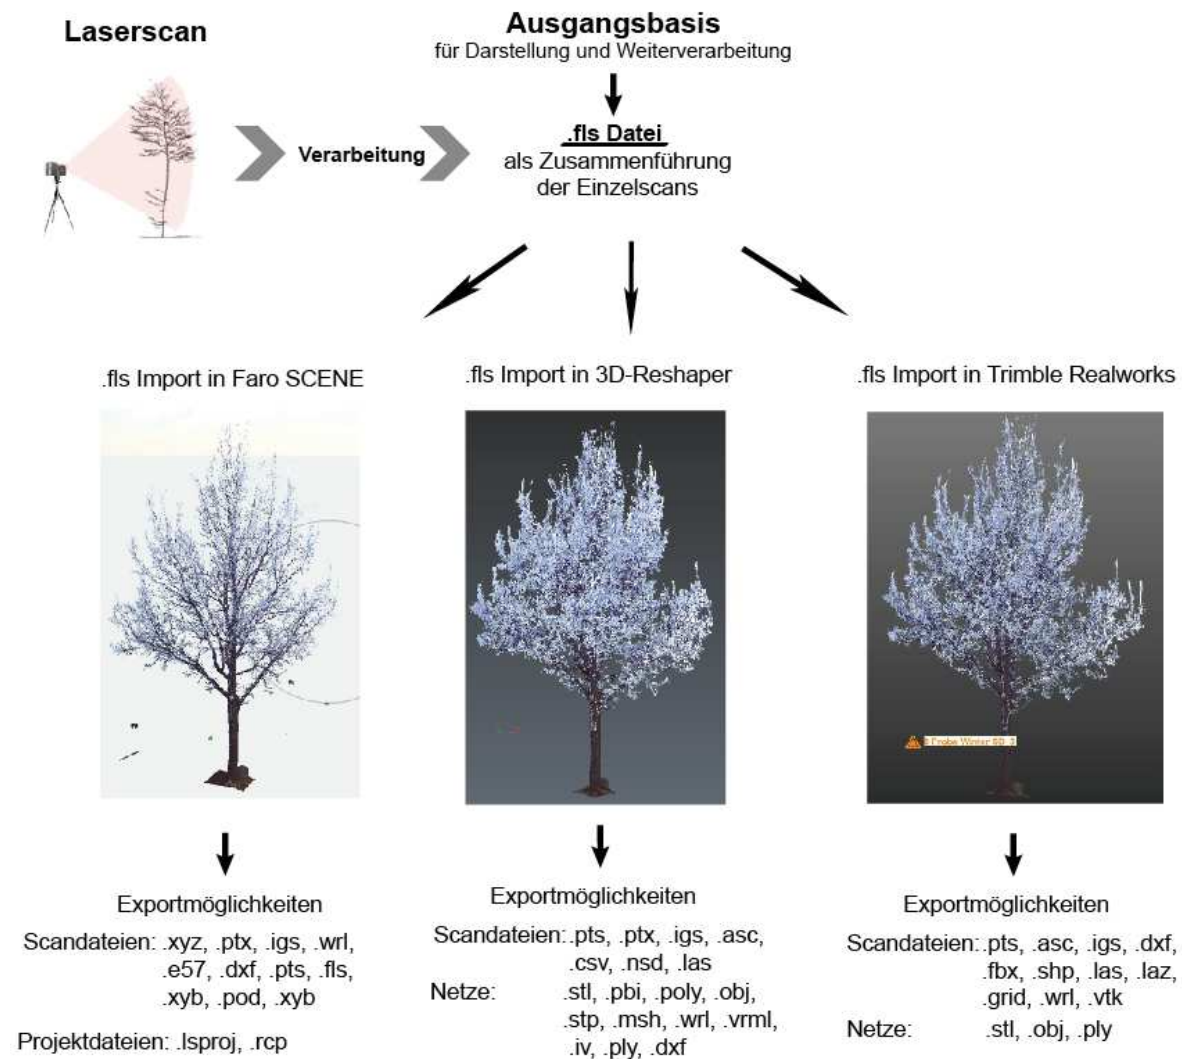 Laserscan
Ausgangsbasis
für Darstellung und Weiterverarbeitung
Verarbeitung
.fls Datei
als Zusammenführung
der Einzelscans
.fls Import in Faro SCENE
.fls Import in 3D-Reshaper
.fls Import in Trimble Realworks
Exportmöglichkeiten
Scandateien: .xyz, .ptx, .igs, .wrl,
.e57, .dxf, .pts, .fls,
.xyb, .pod, .xyb
Projektdateien: .lsproj, .rcp
Exportmöglichkeiten
Scandateien: .pts, .ptx, .igs, .asc,
.csv, .nsd, .las
Netze: .stl, .pbi, .poly, .obj,
.stp, .msh, .wrl, .vrml,
.iv, .ply, .dxf
Exportmöglichkeiten
Scandateien: .pts, .asc, .igs, .dxf,
.fbx, .shp, .las, .laz,
.grid, .wrl, .vtk
Netze: .stl, .obj, .ply